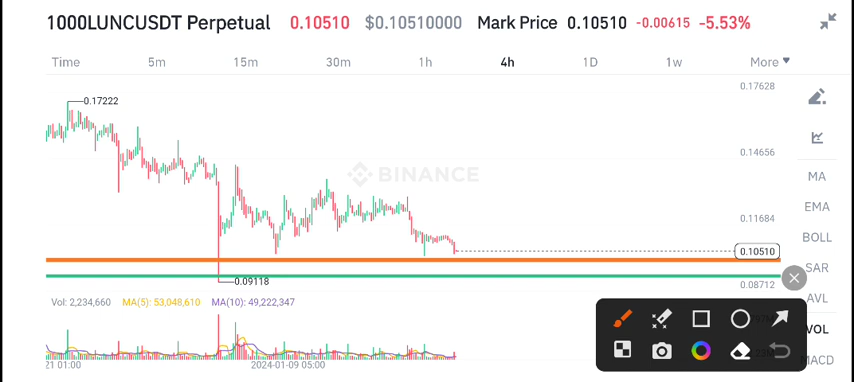 1000LUNCUSDT Perpetual 0.10510 $0.10510000 Mark Price 0.10510 -0.00615 -5.53%
Time 5m 15m 30m 1h 4h 1D 1w More
0.17628
0.17222
0.14656
BINANCE
MA
EMA
0.11684
BOLL
0.10510
SAR
0.09118
0.08712
AVL
Vol: 2,234,660 MA(5): 53,048,610 MA(10): 49,222,347
VOL
MACD
21 01:00 2024-01-09 05:00